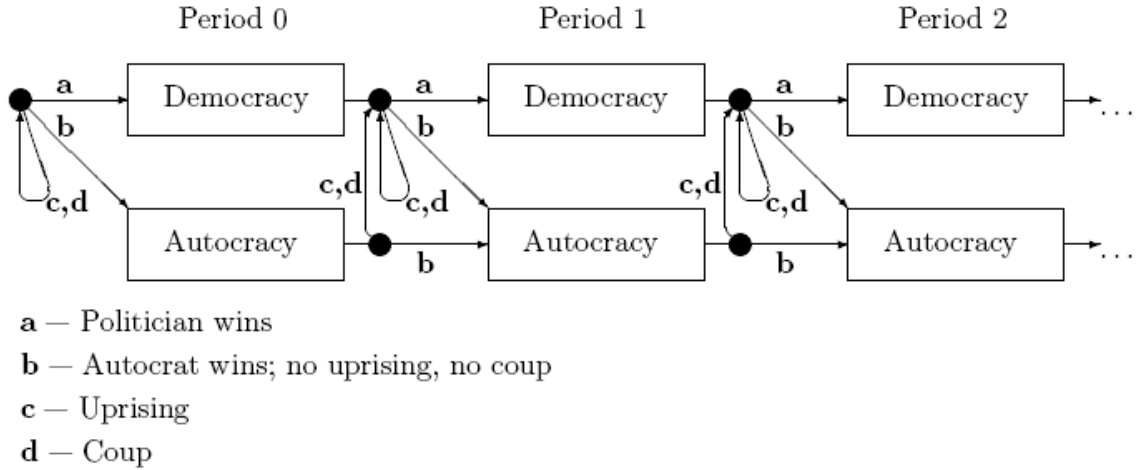 Period 0 Period 1 Period 2
a a a
Democracy Democracy Democracy ...
b b b
c,d c,d
c,d c,d c,d
Autocracy Autocracy Autocracy ...
b b
a — Politician wins
b — Autocrat wins; no uprising, no coup
c — Uprising
d — Coup